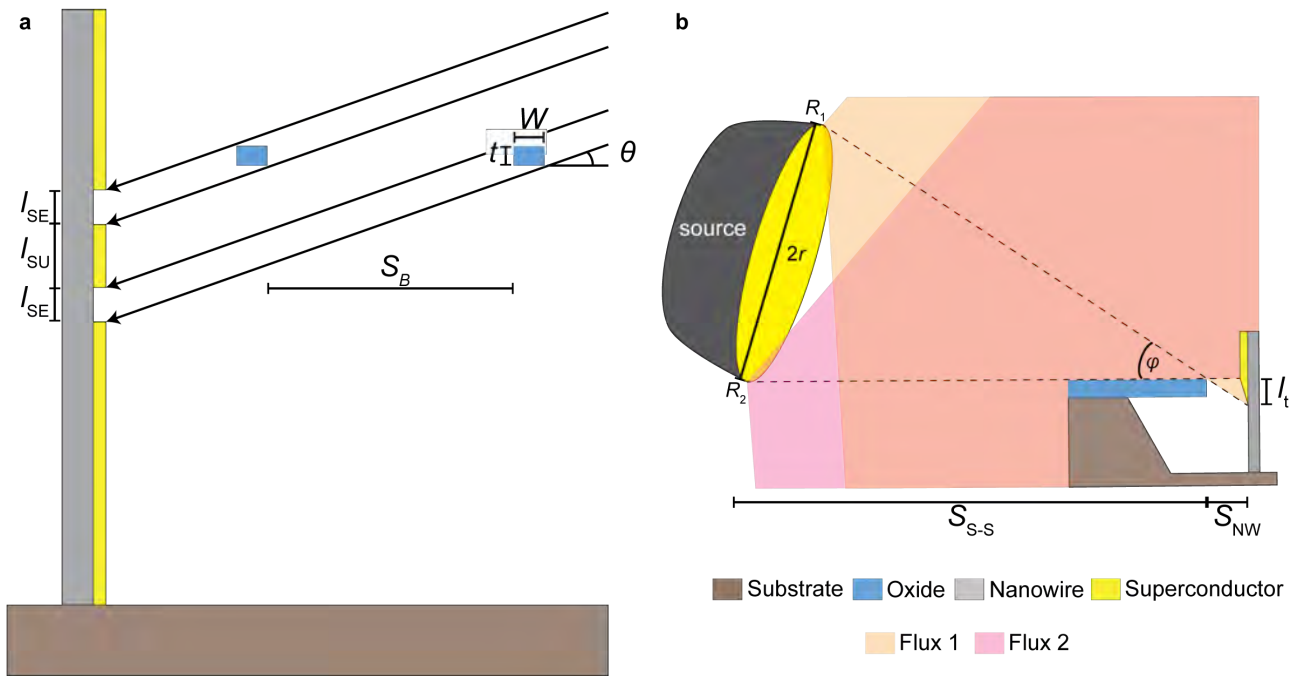 a
W
t
θ
l_SE
l_SU
l_SE
S_B
b
R_1
source
2r
R_2
φ
l_t
S_S-S
S_NW
Substrate
Oxide
Nanowire
Superconductor
Flux 1
Flux 2